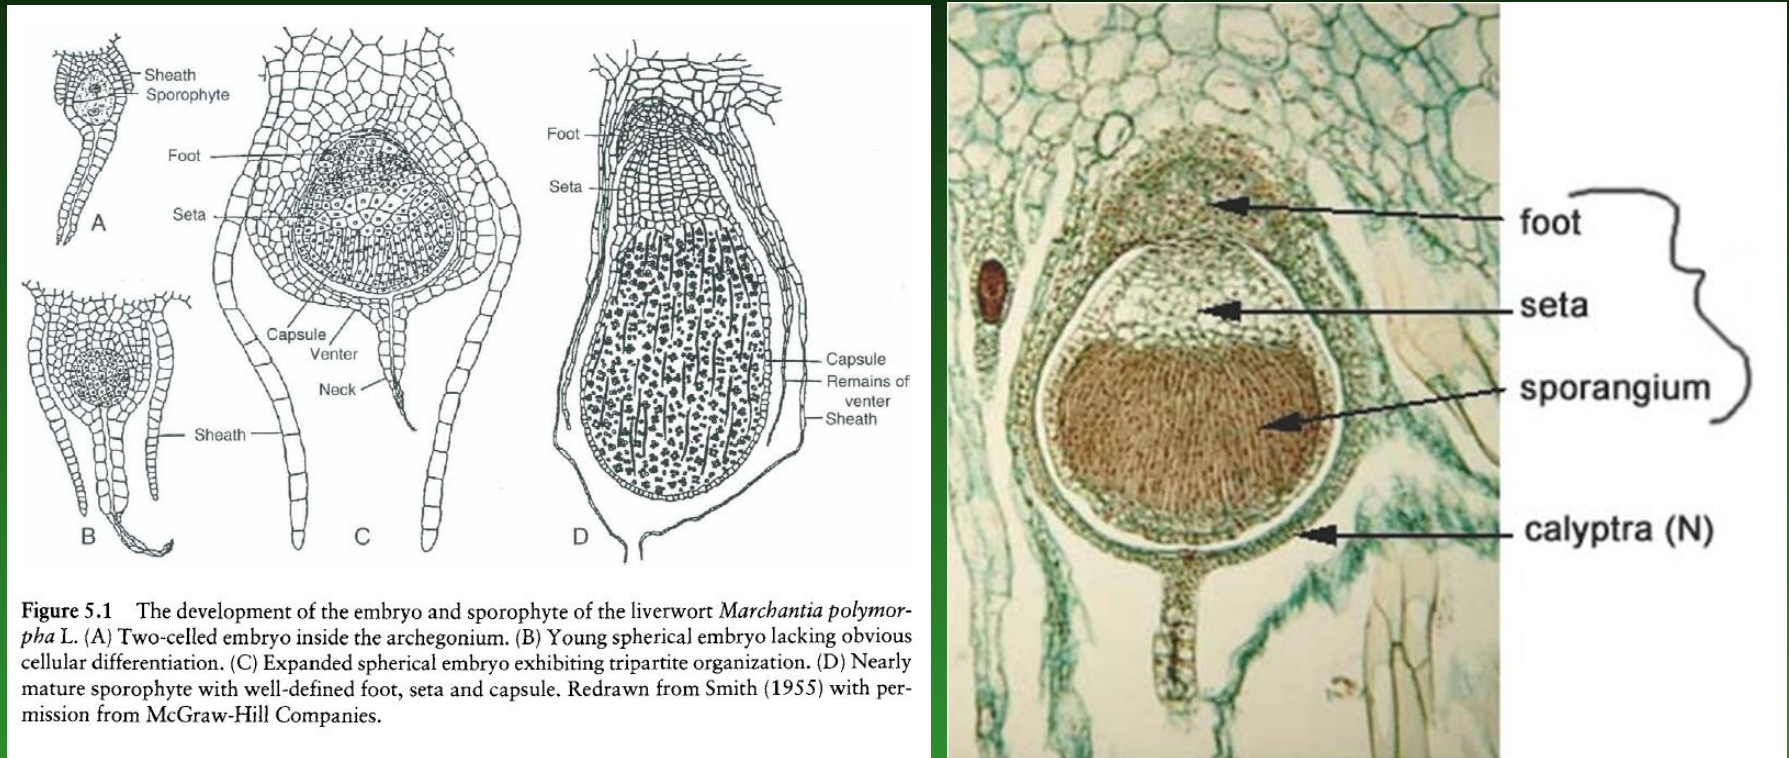 Sheath
Sporophyte
Foot
Seta
A
Capsule
Venter
Neck
Sheath
B
C
Foot
Seta
Capsule
Remains of
venter
Sheath
D
Figure 5.1 The development of the embryo and sporophyte of the liverwort Marchantia polymor-
pha L. (A) Two-celled embryo inside the archegonium. (B) Young spherical embryo lacking obvious
cellular differentiation. (C) Expanded spherical embryo exhibiting tripartite organization. (D) Nearly
mature sporophyte with well-defined foot, seta and capsule. Redrawn from Smith (1955) with per-
mission from McGraw-Hill Companies.
foot
seta
sporangium
calyptra (N)